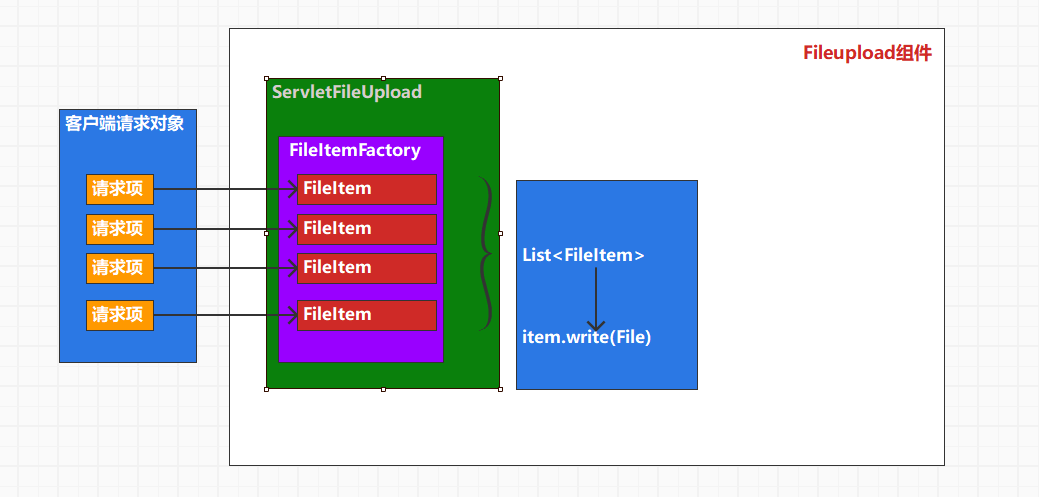 Fileupload组件
客户端请求对象
请求项
请求项
请求项
请求项
ServletFileUpload
FileItemFactory
FileItem
FileItem
FileItem
FileItem
List<FileItem>
item.write(File)